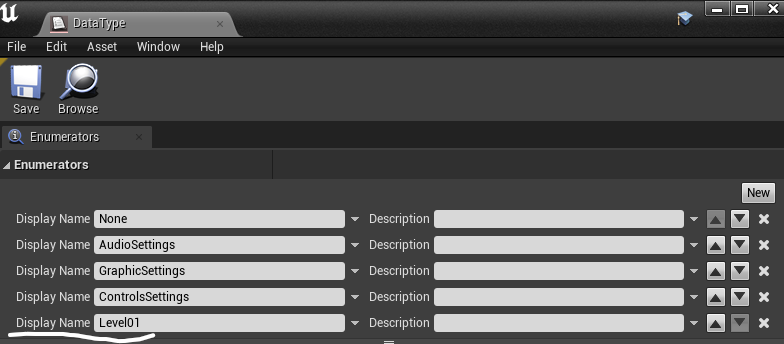 DataType
File Edit Asset Window Help
Save Browse
Enumerators
Enumerators
New
Display Name None Description
Display Name AudioSettings Description
Display Name GraphicSettings Description
Display Name ControlsSettings Description
Display Name Level01 Description